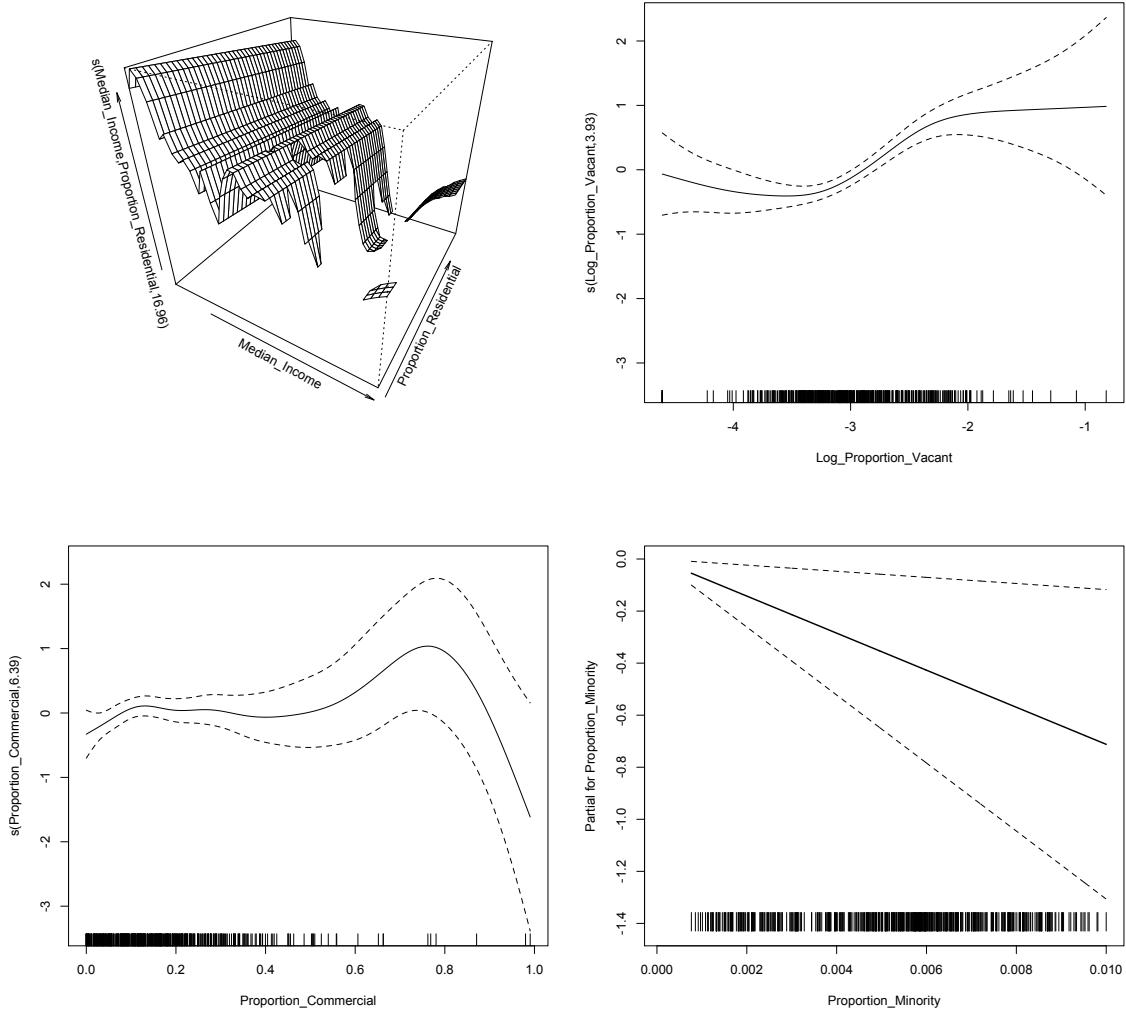 s(Median_Income,Proportion_Residential,16.96)
Median_Income
Proportion_Residential
s(Log_Proportion_Vacant,3.93)
2
1
0
-1
-2
-3
-4 -3 -2 -1
Log_Proportion_Vacant
s(Proportion_Commercial,6.39)
2
1
0
-1
-2
-3
0.0 0.2 0.4 0.6 0.8 1.0
Proportion_Commercial
Partial for Proportion_Minority
0.0
-0.2
-0.4
-0.6
-0.8
-1.0
-1.2
-1.4
0.000 0.002 0.004 0.006 0.008 0.010
Proportion_Minority